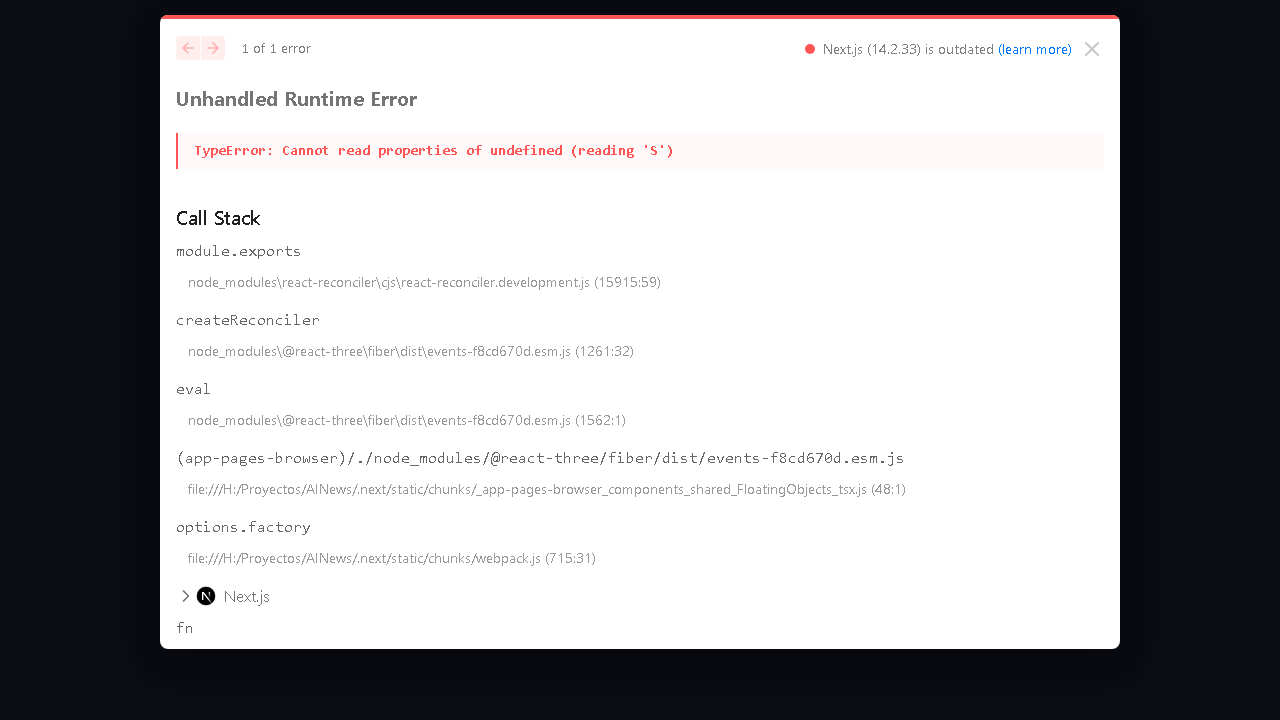 1 of 1 error
Next.js (14.2.33) is outdated (learn more)
Unhandled Runtime Error
TypeError: Cannot read properties of undefined (reading 'S')
Call Stack
module.exports
node_modules\react-reconciler\cjs\react-reconciler.development.js (15915:59)
createReconciler
node_modules\@react-three\fiber\dist\events-f8cd670d.esm.js (1261:32)
eval
node_modules\@react-three\fiber\dist\events-f8cd670d.esm.js (1562:1)
(app-pages-browser)/./node_modules/@react-three/fiber/dist/events-f8cd670d.esm.js
file:///H:/Proyectos/AINews/.next/static/chunks/_app-pages-browser_components_shared_FloatingObjects_tsx.js (48:1)
options.factory
file:///H:/Proyectos/AINews/.next/static/chunks/webpack.js (715:31)
N Next.js
fn